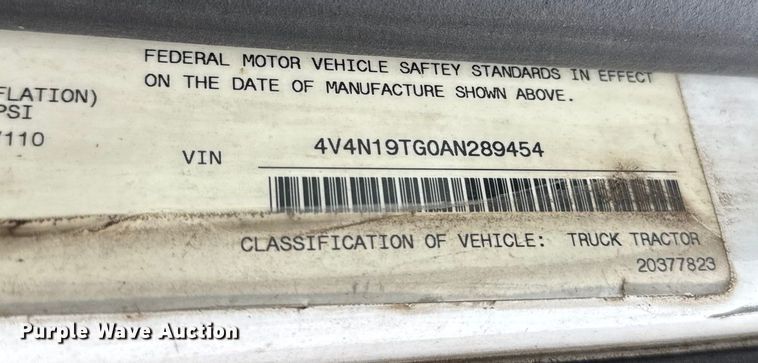 FEDERAL MOTOR VEHICLE SAFTEY STANDARDS IN EFFECT
ON THE DATE OF MANUFACTURE SHOWN ABOVE.
FLATION)
PSI
/110
VIN 4V4N19TG0AN289454
CLASSIFICATION OF VEHICLE: TRUCK TRACTOR
20377823
Purple Wave Auction